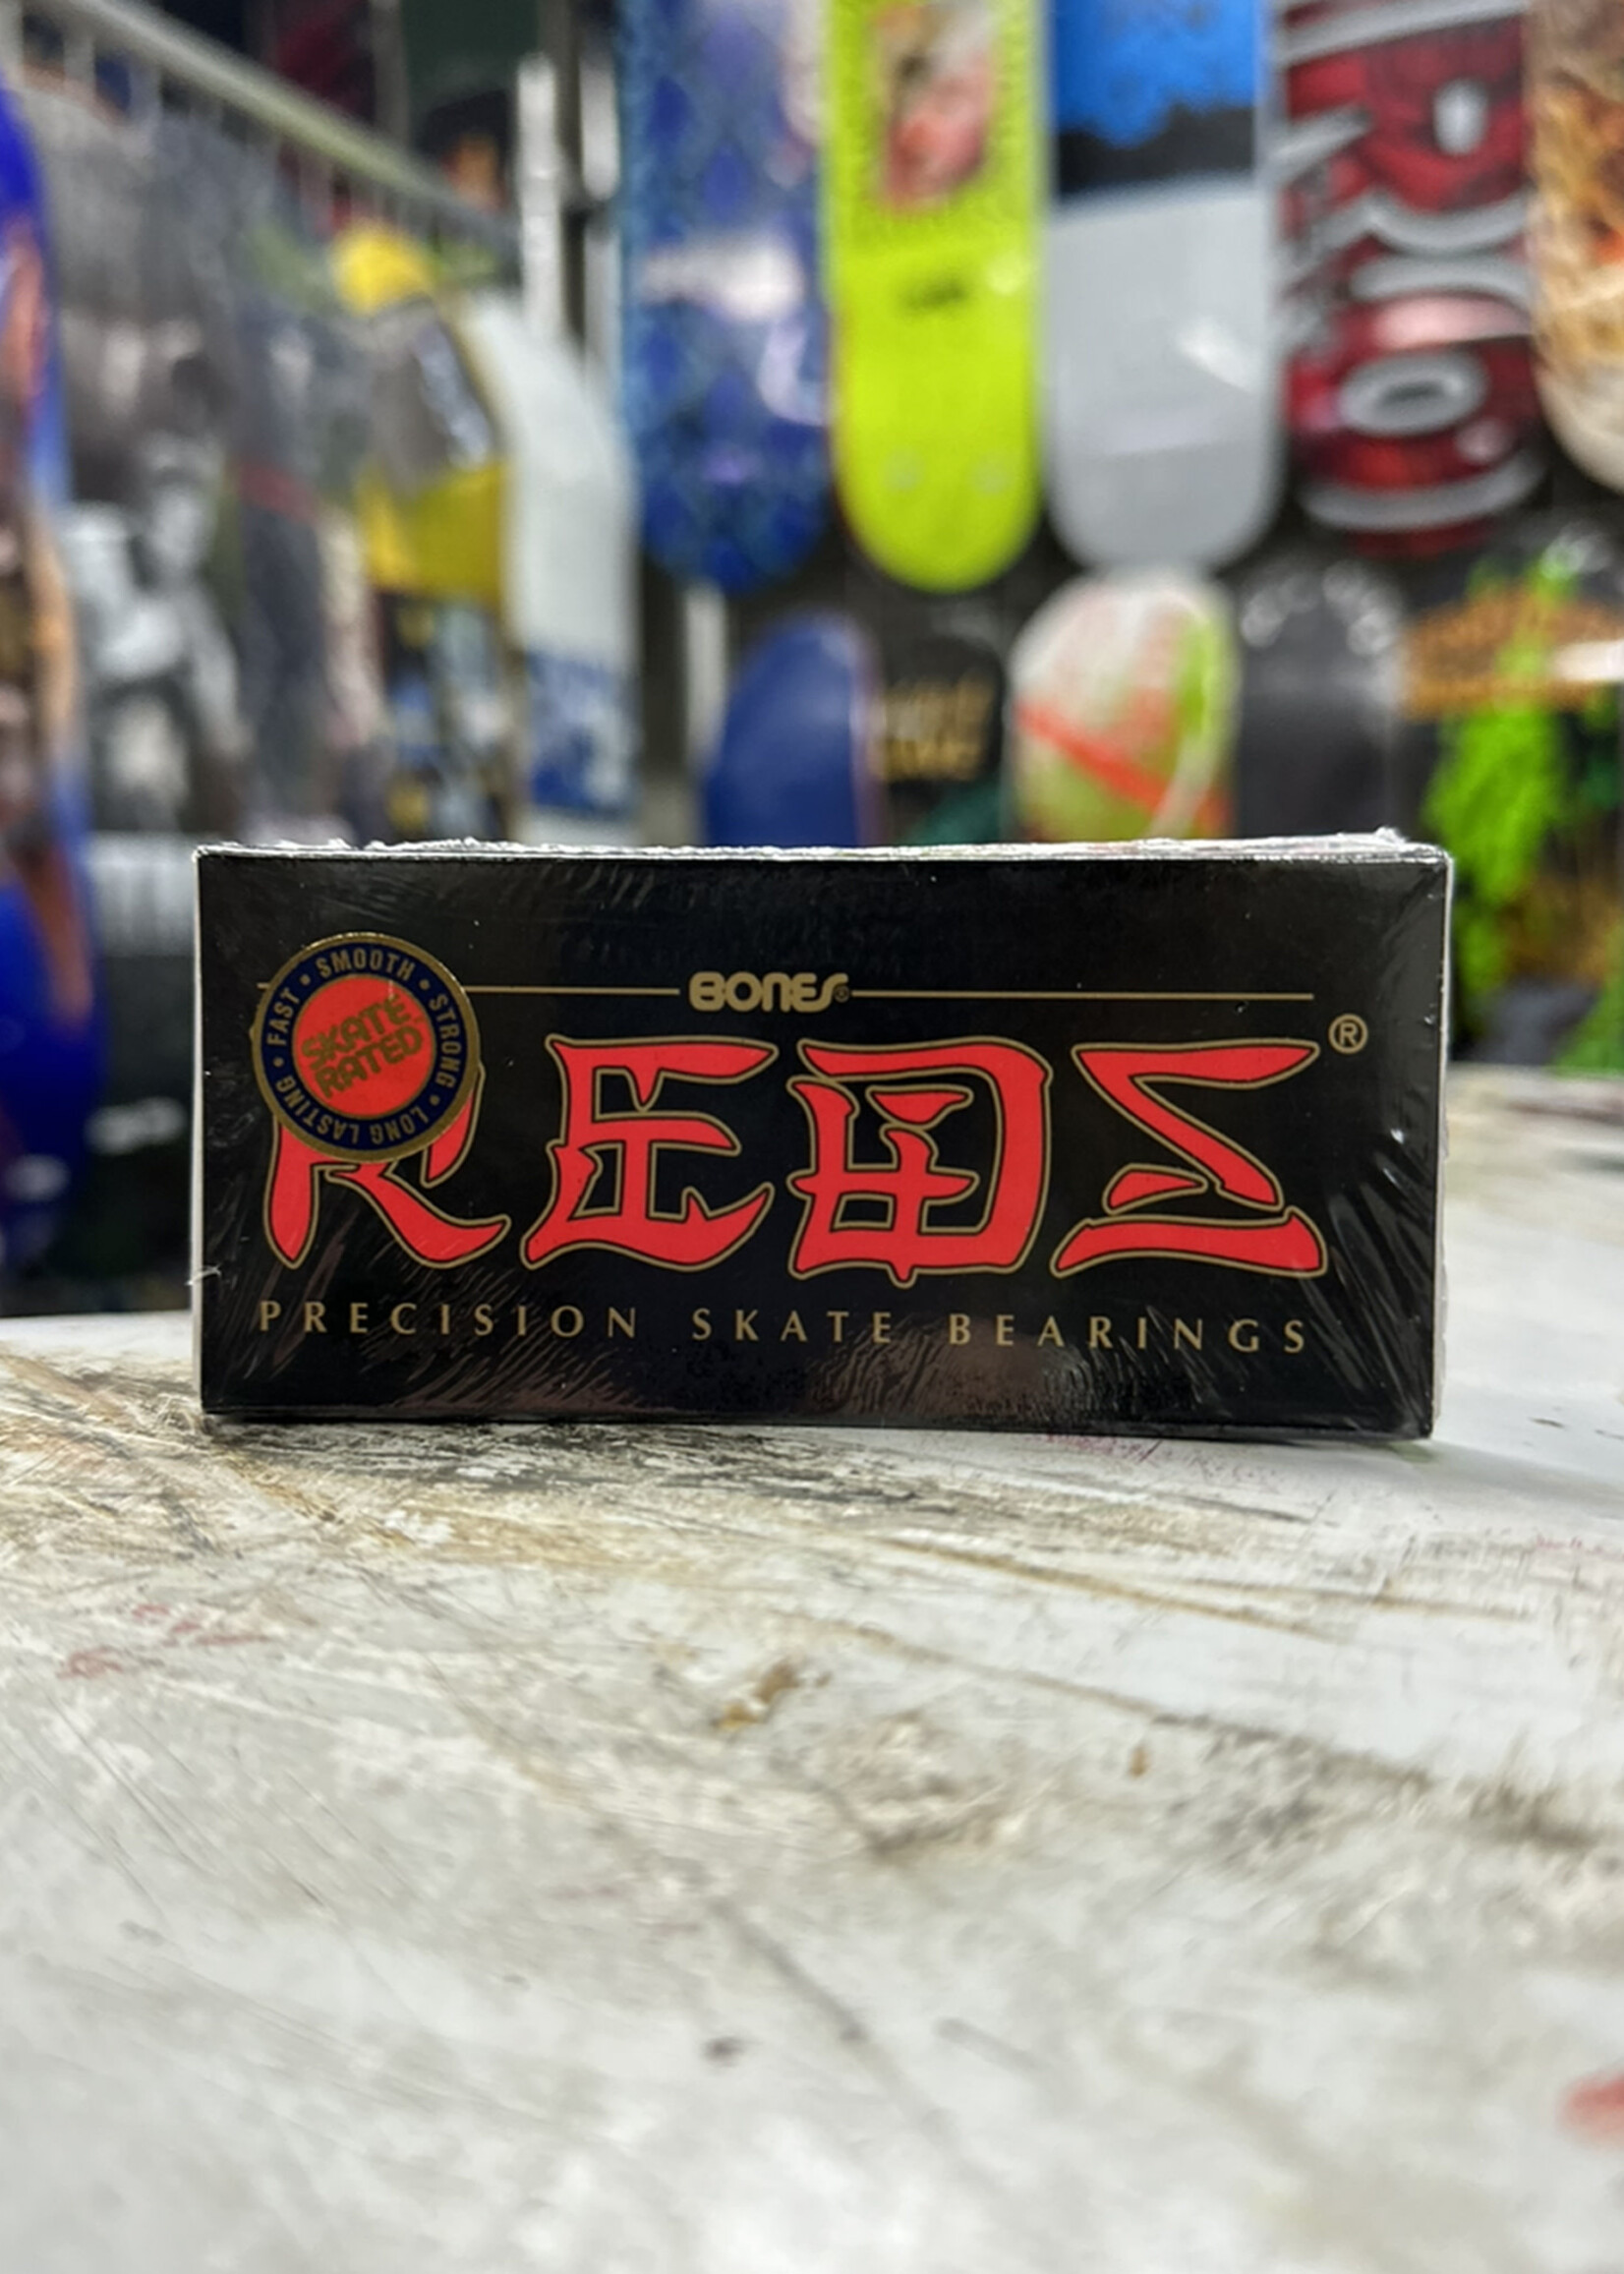 BONES®
REDS®
PRECISION SKATE BEARINGS
SMOOTH • STRONG • LONG LASTING • FAST •
SKATE
RATED